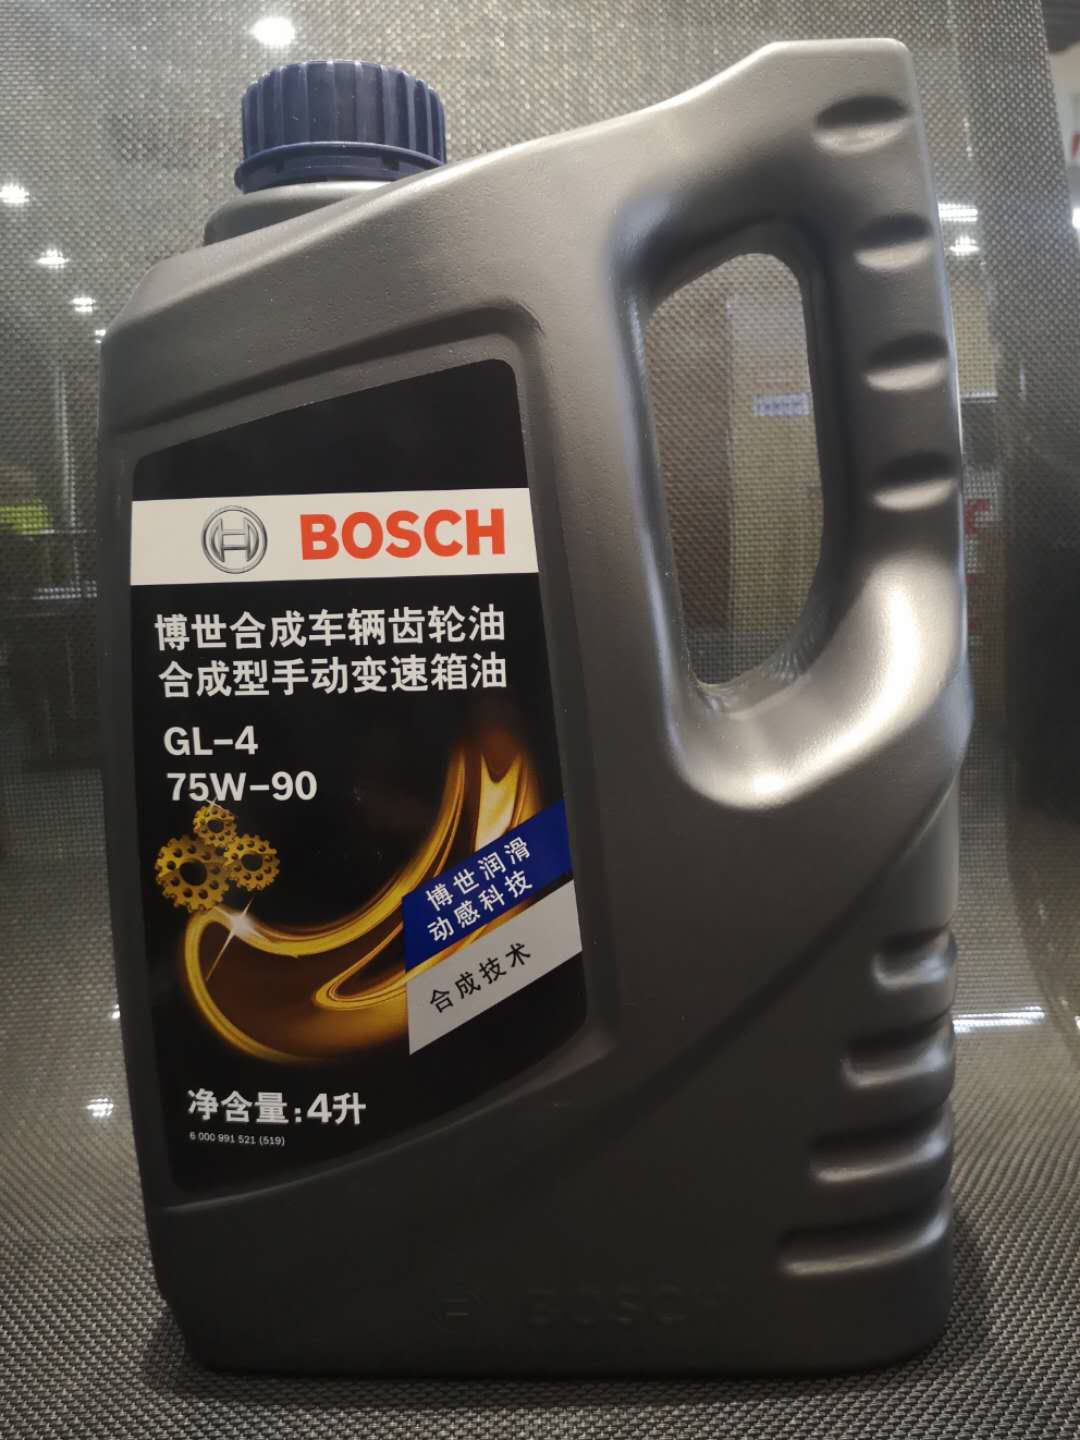 BOSCH
博世合成车辆齿轮油
合成型手动变速箱油
GL-4
75W-90
博世润滑
动感科技
合成技术
净含量:4升
6 000 991 521 (519)
BOSCH